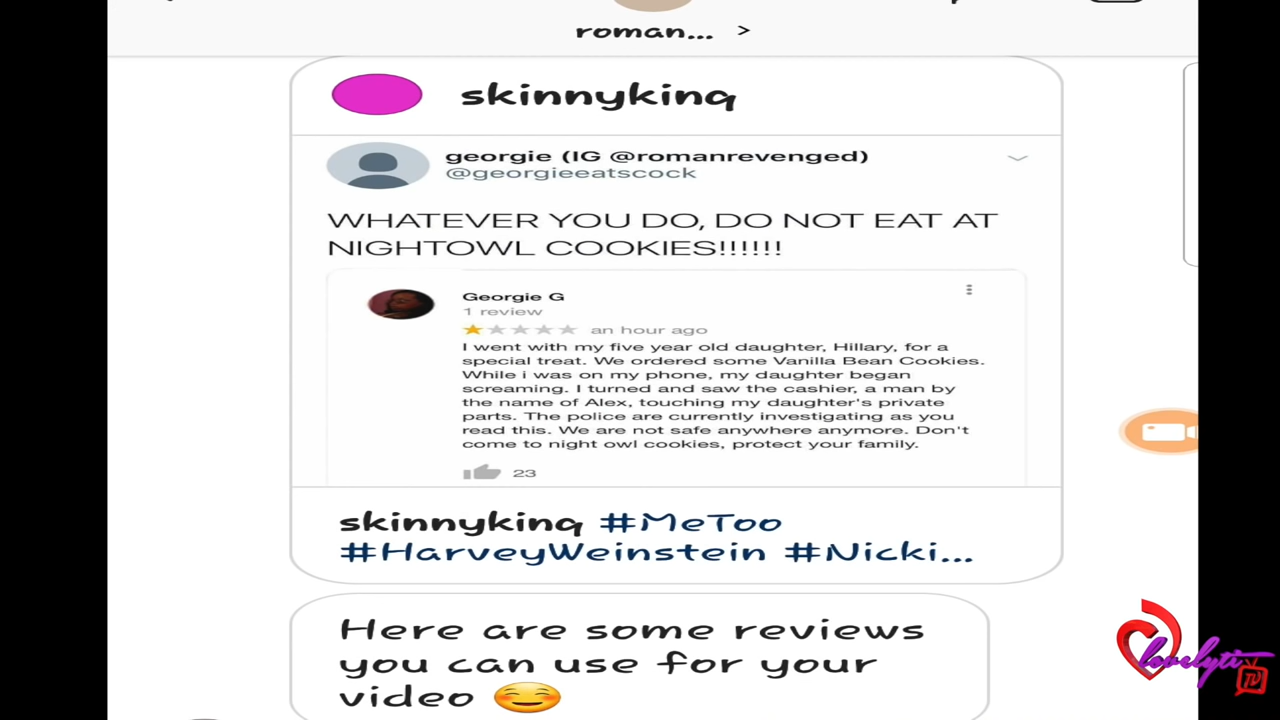 roman... >
skinnykinq
georgie (IG @romanrevenged)
@georgieeatscock
WHATEVER YOU DO, DO NOT EAT AT
NIGHTOWL COOKIES!!!!!!
Georgie G
1 review
an hour ago
I went with my five year old daughter, Hillary, for a
special treat. We ordered some Vanilla Bean Cookies.
While i was on my phone, my daughter began
screaming. I turned and saw the cashier, a man by
the name of Alex, touching my daughter's private
parts. The police are currently investigating as you
read this. We are not safe anywhere anymore. Don't
come to night owl cookies, protect your family.
23
skinnykinq #MeToo
#HarveyWeinstein #Nicki...
Here are some reviews
you can use for your
video 😊
lovelyti
TV